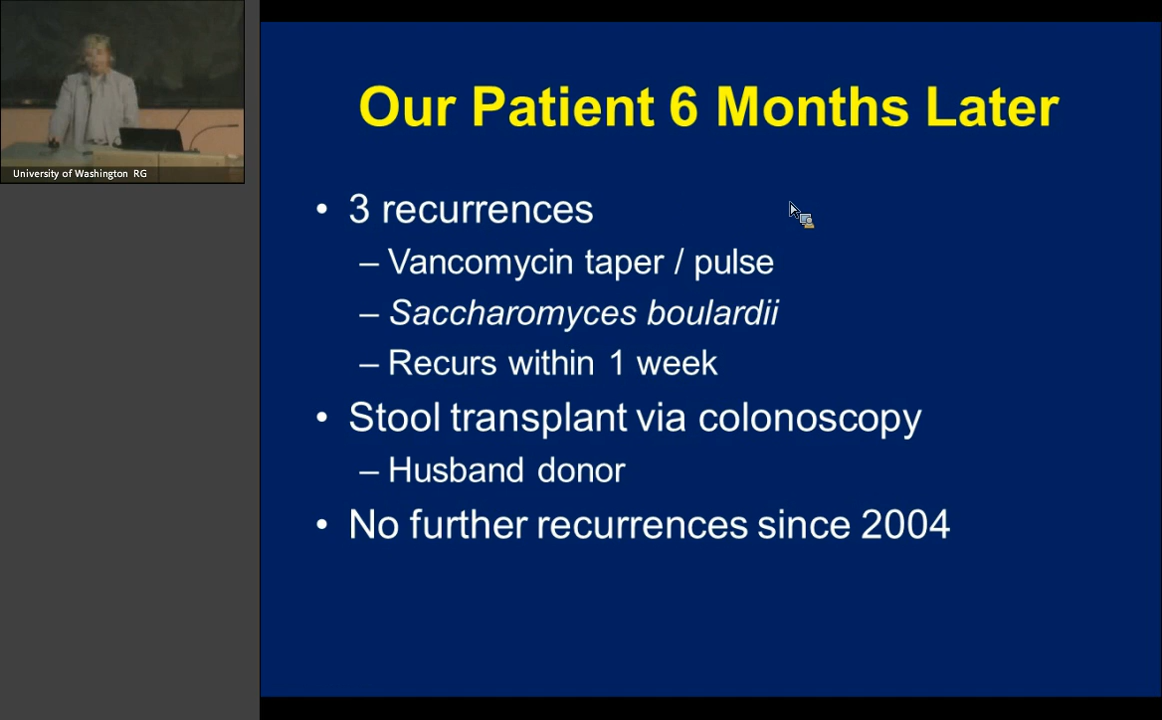 University of Washington RG
Our Patient 6 Months Later
• 3 recurrences
– Vancomycin taper / pulse
– Saccharomyces boulardii
– Recurs within 1 week
• Stool transplant via colonoscopy
– Husband donor
• No further recurrences since 2004